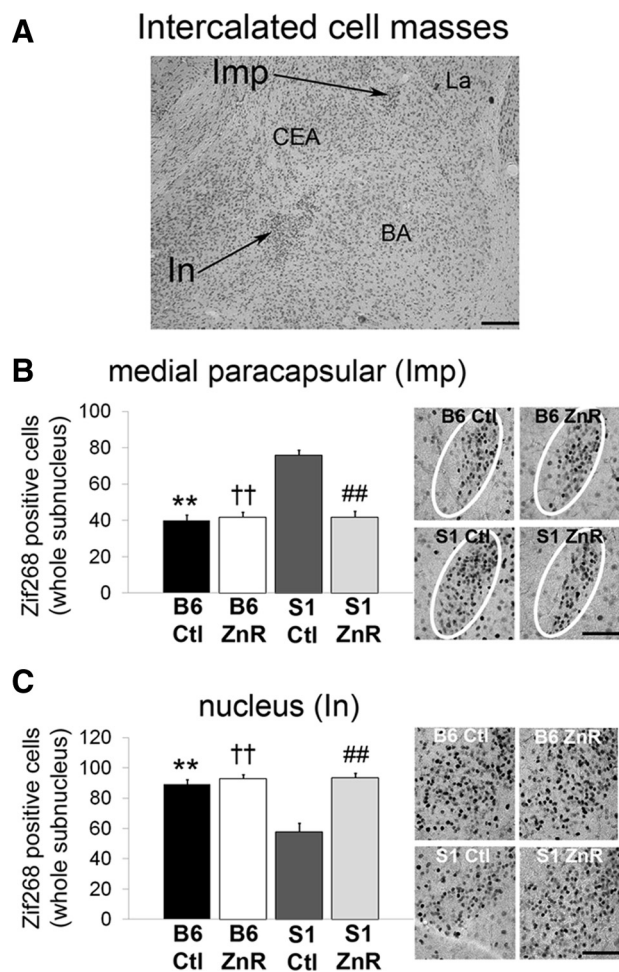 A
Intercalated cell masses
Imp
La
CEA
BA
In
B
medial paracapsular (Imp)
Zif268 positive cells
(whole subnucleus)
100
80
60
40
20
0
**
††
##
B6 B6 S1 S1
Ctl ZnR Ctl ZnR
B6 Ctl
B6 ZnR
S1 Ctl
S1 ZnR
C
nucleus (In)
Zif268 positive cells
(whole subnucleus)
120
100
80
60
40
20
0
**
††
##
B6 B6 S1 S1
Ctl ZnR Ctl ZnR
B6 Ctl
B6 ZnR
S1 Ctl
S1 ZnR